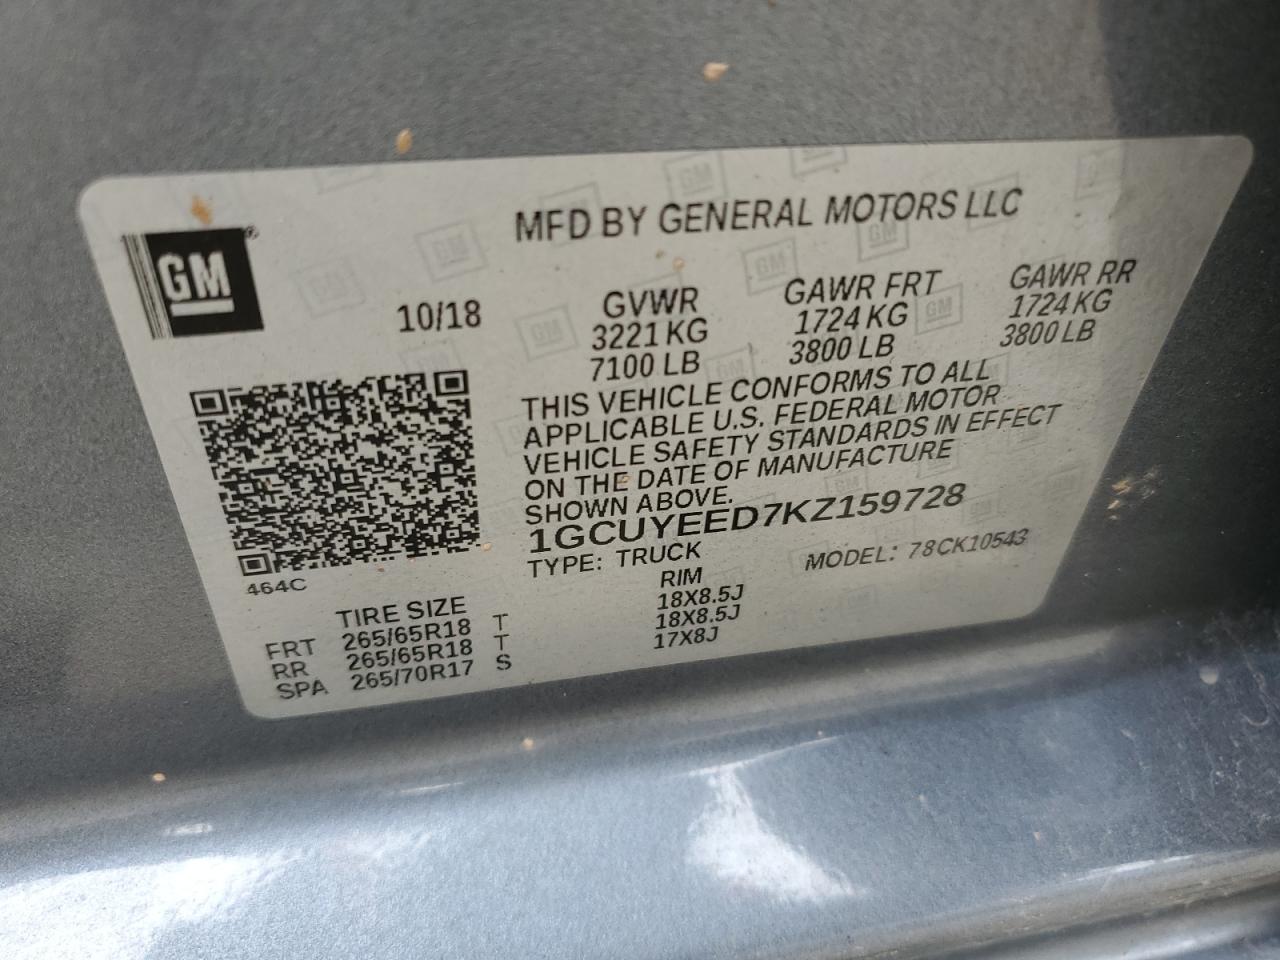 GM
MFD BY GENERAL MOTORS LLC
10/18
GVWR GAWR FRT GAWR RR
3221 KG 1724 KG 1724 KG
7100 LB 3800 LB 3800 LB
THIS VEHICLE CONFORMS TO ALL
APPLICABLE U.S. FEDERAL MOTOR
VEHICLE SAFETY STANDARDS IN EFFECT
ON THE DATE OF MANUFACTURE
SHOWN ABOVE.
1GCUYEED7KZ159728
TYPE: TRUCK MODEL: 78CK10543
464C
TIRE SIZE RIM
FRT 265/65R18 T 18X8.5J
RR 265/65R18 T 18X8.5J
SPA 265/70R17 S 17X8J